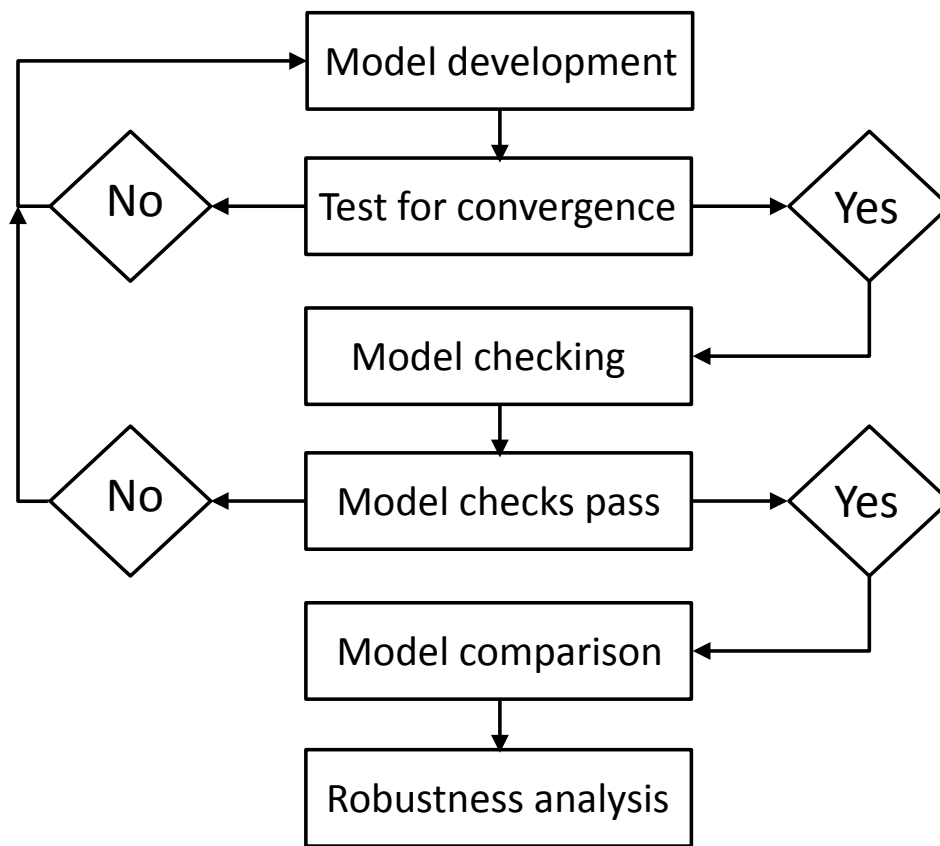 Model development
No
Test for convergence
Yes
Model checking
No
Model checks pass
Yes
Model comparison
Robustness analysis